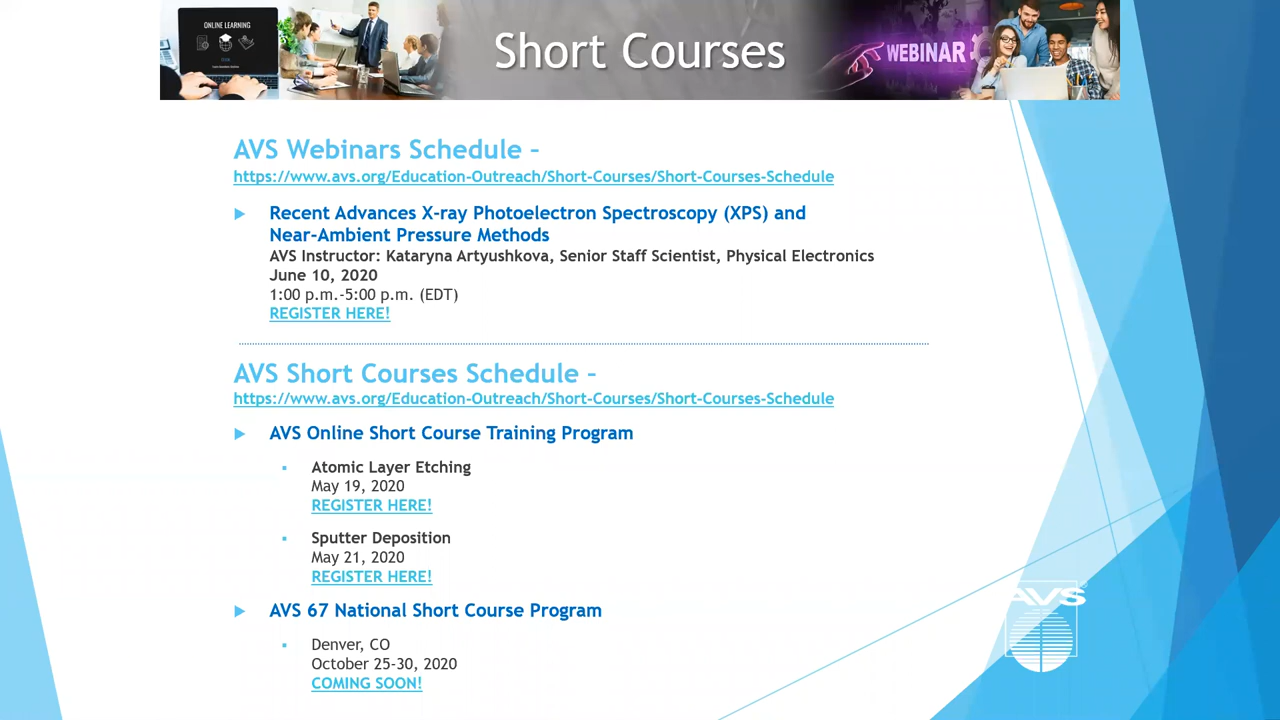 ONLINE LEARNING
Short Courses
WEBINAR
AVS Webinars Schedule –
https://www.avs.org/Education-Outreach/Short-Courses/Short-Courses-Schedule
Recent Advances X-ray Photoelectron Spectroscopy (XPS) and
Near-Ambient Pressure Methods
AVS Instructor: Kataryna Artyushkova, Senior Staff Scientist, Physical Electronics
June 10, 2020
1:00 p.m.-5:00 p.m. (EDT)
REGISTER HERE!
AVS Short Courses Schedule –
https://www.avs.org/Education-Outreach/Short-Courses/Short-Courses-Schedule
AVS Online Short Course Training Program
Atomic Layer Etching
May 19, 2020
REGISTER HERE!
Sputter Deposition
May 21, 2020
REGISTER HERE!
AVS 67 National Short Course Program
Denver, CO
October 25-30, 2020
COMING SOON!
AVS